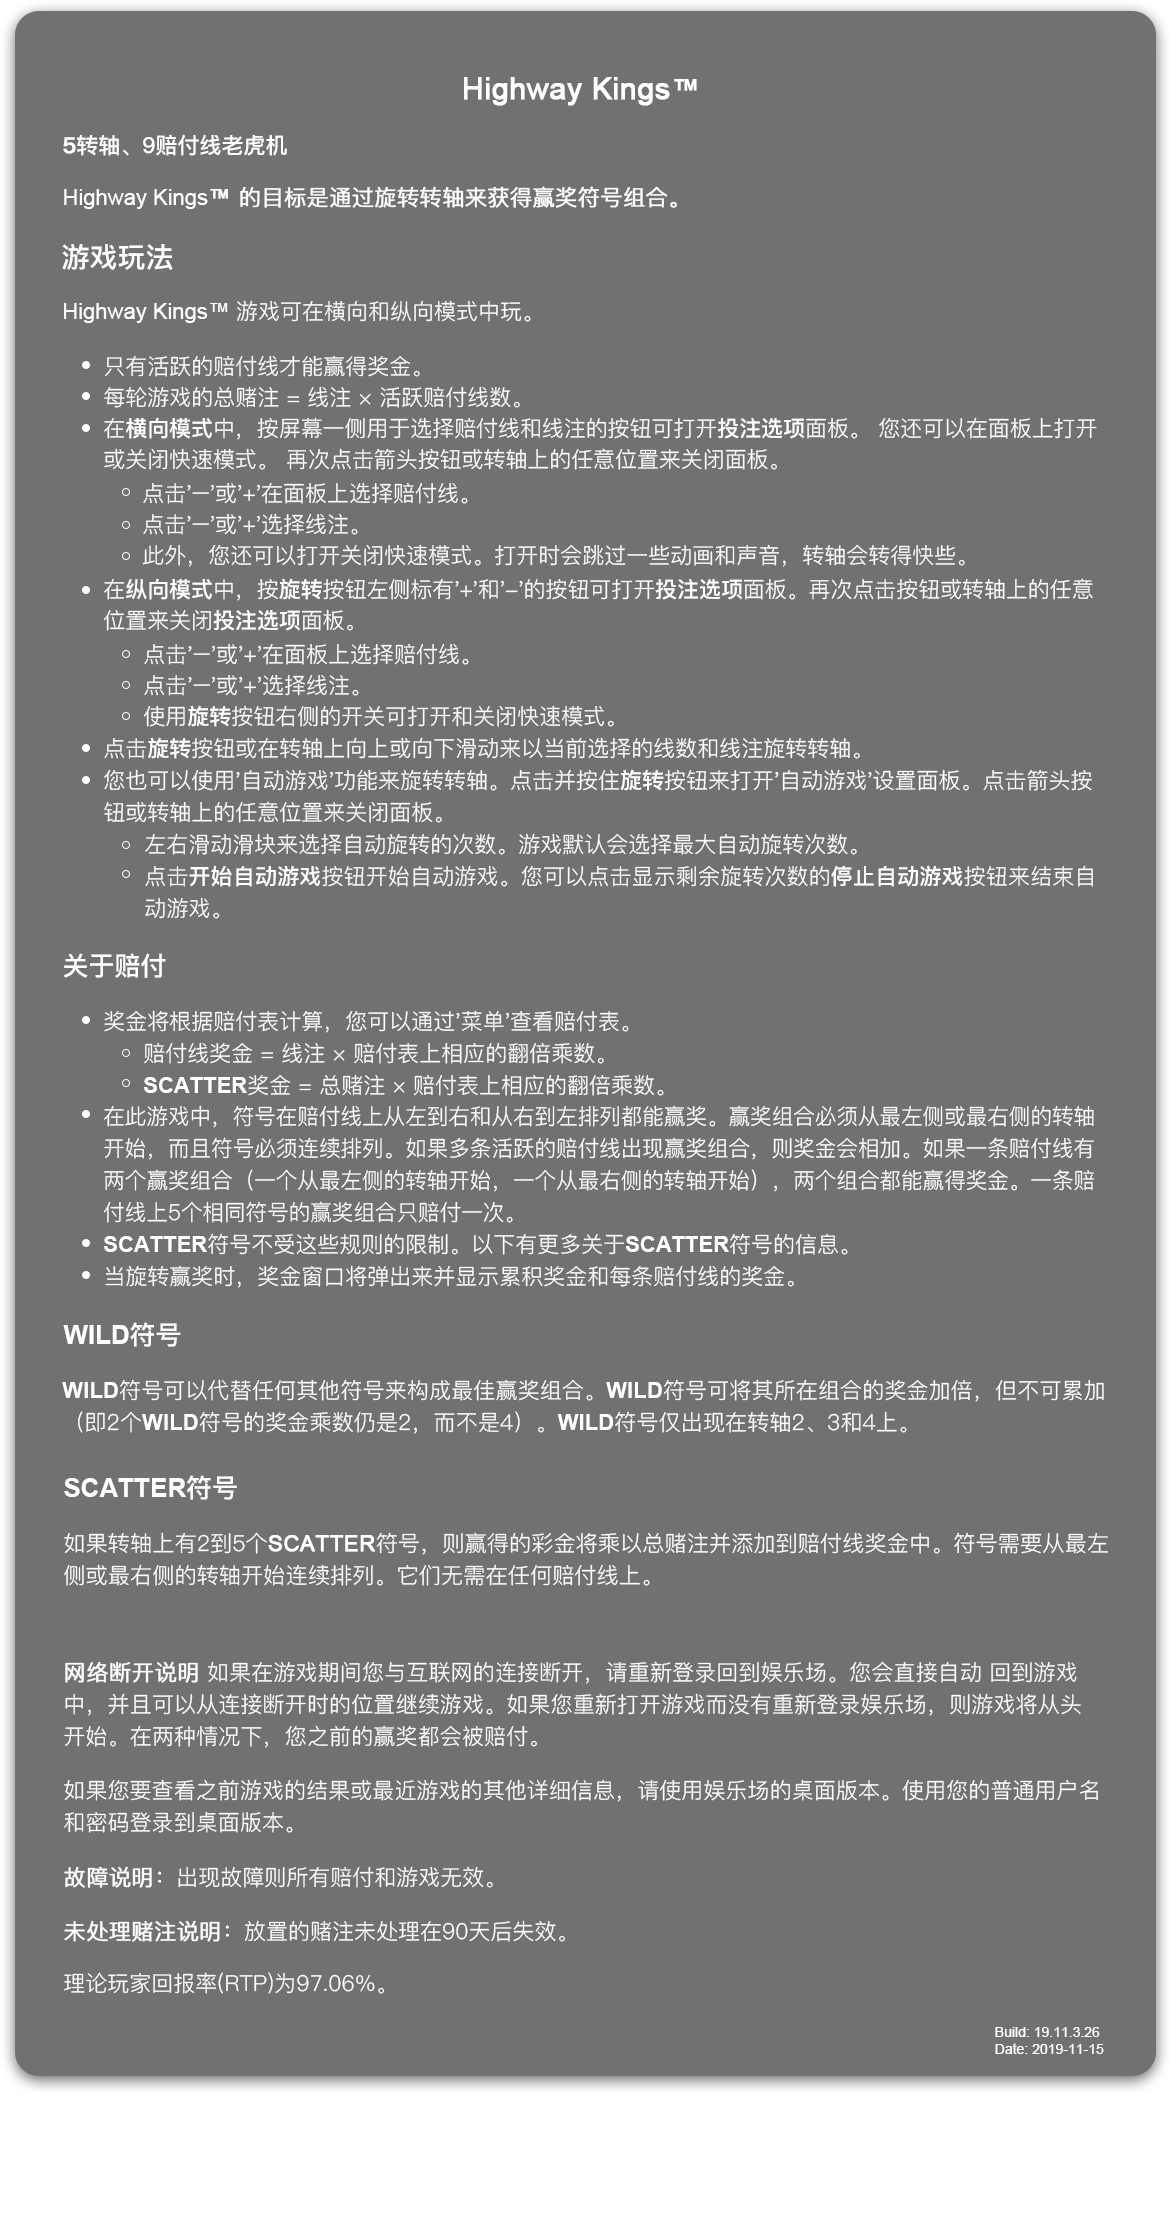 Highway Kings™
5转轴、9赔付线老虎机
Highway Kings™ 的目标是通过旋转转轴来获得赢奖符号组合。
游戏玩法
Highway Kings™ 游戏可在横向和纵向模式中玩。
• 只有活跃的赔付线才能赢得奖金。
• 每轮游戏的总赌注 = 线注 × 活跃赔付线数。
• 在横向模式中，按屏幕一侧用于选择赔付线和线注的按钮可打开投注选项面板。 您还可以在面板上打开
或关闭快速模式。 再次点击箭头按钮或转轴上的任意位置来关闭面板。
○ 点击’–’或’+’在面板上选择赔付线。
○ 点击’–’或’+’选择线注。
○ 此外，您还可以打开关闭快速模式。打开时会跳过一些动画和声音，转轴会转得快些。
• 在纵向模式中，按旋转按钮左侧标有’+’和’–’的按钮可打开投注选项面板。再次点击按钮或转轴上的任意
位置来关闭投注选项面板。
○ 点击’–’或’+’在面板上选择赔付线。
○ 点击’–’或’+’选择线注。
○ 使用旋转按钮右侧的开关可打开和关闭快速模式。
• 点击旋转按钮或在转轴上向上或向下滑动来以当前选择的线数和线注旋转转轴。
• 您也可以使用’自动游戏’功能来旋转转轴。点击并按住旋转按钮来打开’自动游戏’设置面板。点击箭头按
钮或转轴上的任意位置来关闭面板。
○ 左右滑动滑块来选择自动旋转的次数。游戏默认会选择最大自动旋转次数。
○ 点击开始自动游戏按钮开始自动游戏。您可以点击显示剩余旋转次数的停止自动游戏按钮来结束自
动游戏。
关于赔付
• 奖金将根据赔付表计算，您可以通过’菜单’查看赔付表。
○ 赔付线奖金 = 线注 × 赔付表上相应的翻倍乘数。
○ SCATTER奖金 = 总赌注 × 赔付表上相应的翻倍乘数。
• 在此游戏中，符号在赔付线上从左到右和从右到左排列都能赢奖。赢奖组合必须从最左侧或最右侧的转轴
开始，而且符号必须连续排列。如果多条活跃的赔付线出现赢奖组合，则奖金会相加。如果一条赔付线有
两个赢奖组合（一个从最左侧的转轴开始，一个从最右侧的转轴开始），两个组合都能赢得奖金。一条赔
付线上5个相同符号的赢奖组合只赔付一次。
• SCATTER符号不受这些规则的限制。以下有更多关于SCATTER符号的信息。
• 当旋转赢奖时，奖金窗口将弹出来并显示累积奖金和每条赔付线的奖金。
WILD符号
WILD符号可以代替任何其他符号来构成最佳赢奖组合。WILD符号可将其所在组合的奖金加倍，但不可累加
（即2个WILD符号的奖金乘数仍是2，而不是4）。WILD符号仅出现在转轴2、3和4上。
SCATTER符号
如果转轴上有2到5个SCATTER符号，则赢得的彩金将乘以总赌注并添加到赔付线奖金中。符号需要从最左
侧或最右侧的转轴开始连续排列。它们无需在任何赔付线上。
网络断开说明 如果在游戏期间您与互联网的连接断开，请重新登录回到娱乐场。您会直接自动 回到游戏
中，并且可以从连接断开时的位置继续游戏。如果您重新打开游戏而没有重新登录娱乐场，则游戏将从头
开始。在两种情况下，您之前的赢奖都会被赔付。
如果您要查看之前游戏的结果或最近游戏的其他详细信息，请使用娱乐场的桌面版本。使用您的普通用户名
和密码登录到桌面版本。
故障说明：出现故障则所有赔付和游戏无效。
未处理赌注说明：放置的赌注未处理在90天后失效。
理论玩家回报率(RTP)为97.06%。
Build: 19.11.3.26
Date: 2019-11-15